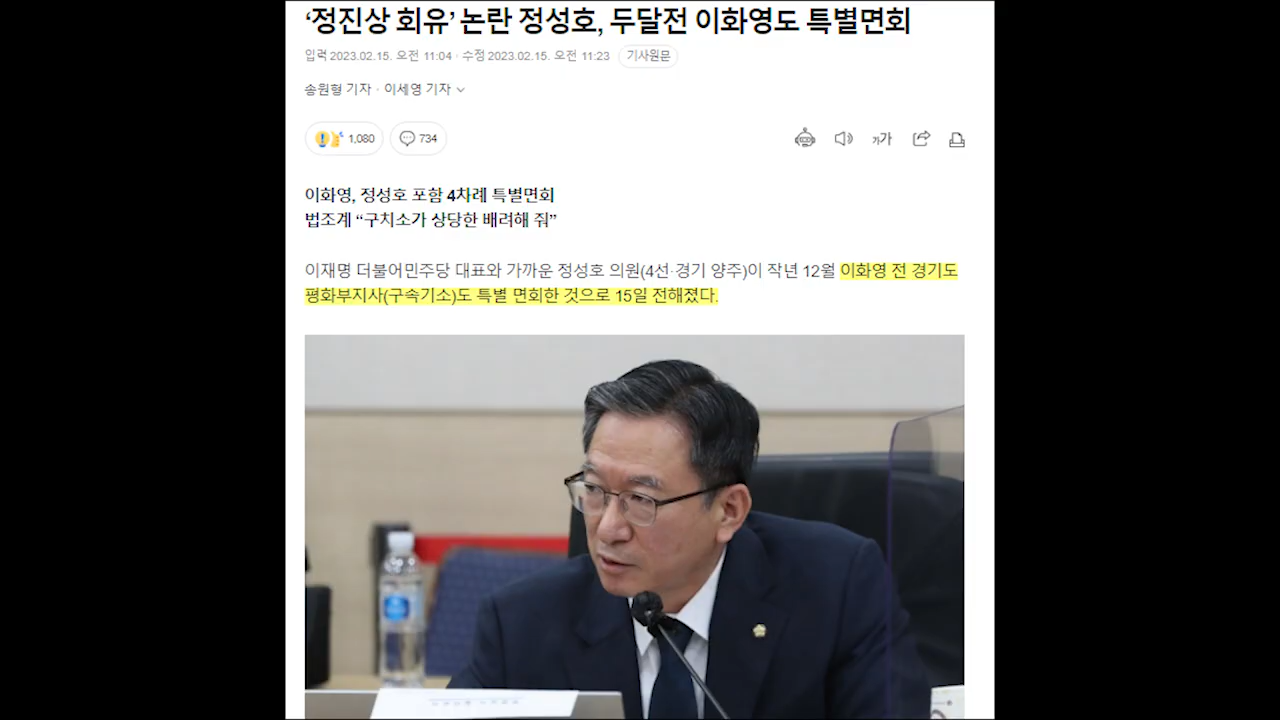 ‘정진상 회유’ 논란 정성호, 두달전 이화영도 특별면회
입력 2023.02.15. 오전 11:04 · 수정 2023.02.15. 오전 11:23 기사원문
송원형 기자 · 이세영 기자
1,080 734 가가
이화영, 정성호 포함 4차례 특별면회
법조계 “구치소가 상당한 배려해 줘”
이재명 더불어민주당 대표와 가까운 정성호 의원(4선·경기 양주)이 작년 12월 이화영 전 경기도
평화부지사(구속기소)도 특별 면회한 것으로 15일 전해졌다.